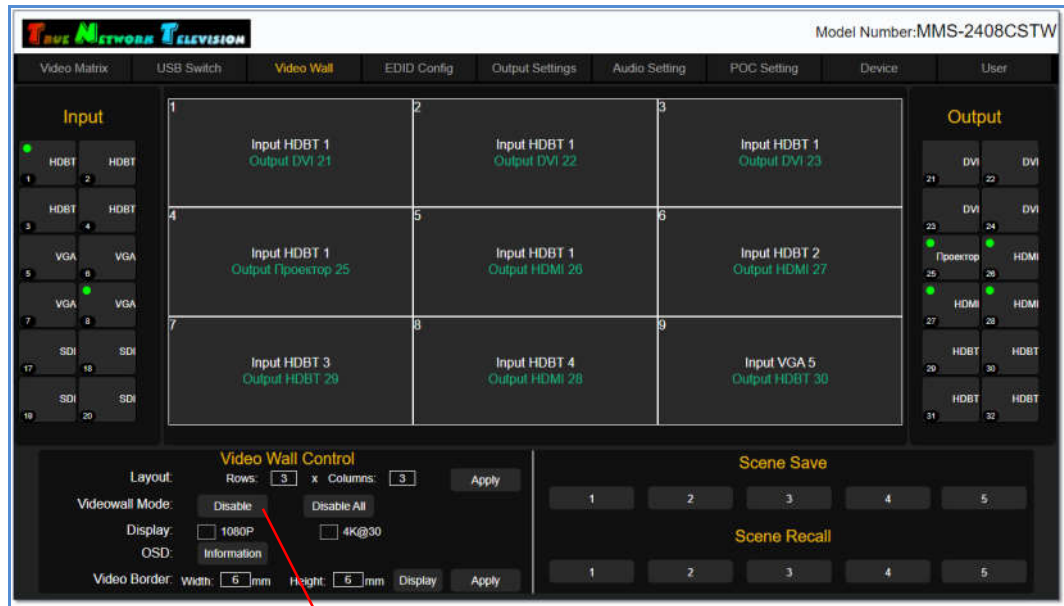 True Network Television
Model Number:MMS-2408CSTW
Video Matrix USB Switch Video Wall EDID Config Output Settings Audio Setting POC Setting Device User
Input
HDBT HDBT
1 2
HDBT HDBT
3 4
VGA VGA
5 6
VGA VGA
7 8
SDI SDI
17 18
SDI SDI
19 20
1 2 3
Input HDBT 1 Input HDBT 1 Input HDBT 1
Output DVI 21 Output DVI 22 Output DVI 23
4 5 6
Input HDBT 1 Input HDBT 1 Input HDBT 2
Output Проектор 25 Output HDMI 26 Output HDMI 27
7 8 9
Input HDBT 3 Input HDBT 4 Input VGA 5
Output HDBT 29 Output HDMI 28 Output HDBT 30
Output
DVI DVI
21 22
DVI DVI
23 24
Проектор HDMI
25 26
HDMI HDMI
27 28
HDBT HDBT
29 30
HDBT HDBT
31 32
Video Wall Control
Layout: Rows: 3 x Columns: 3 Apply
Videowall Mode: Disable Disable All
Display: 1080P 4K@30
OSD: Information
Video Border: Width: 6 mm Height: 6 mm Display Apply
Scene Save
1 2 3 4 5
Scene Recall
1 2 3 4 5